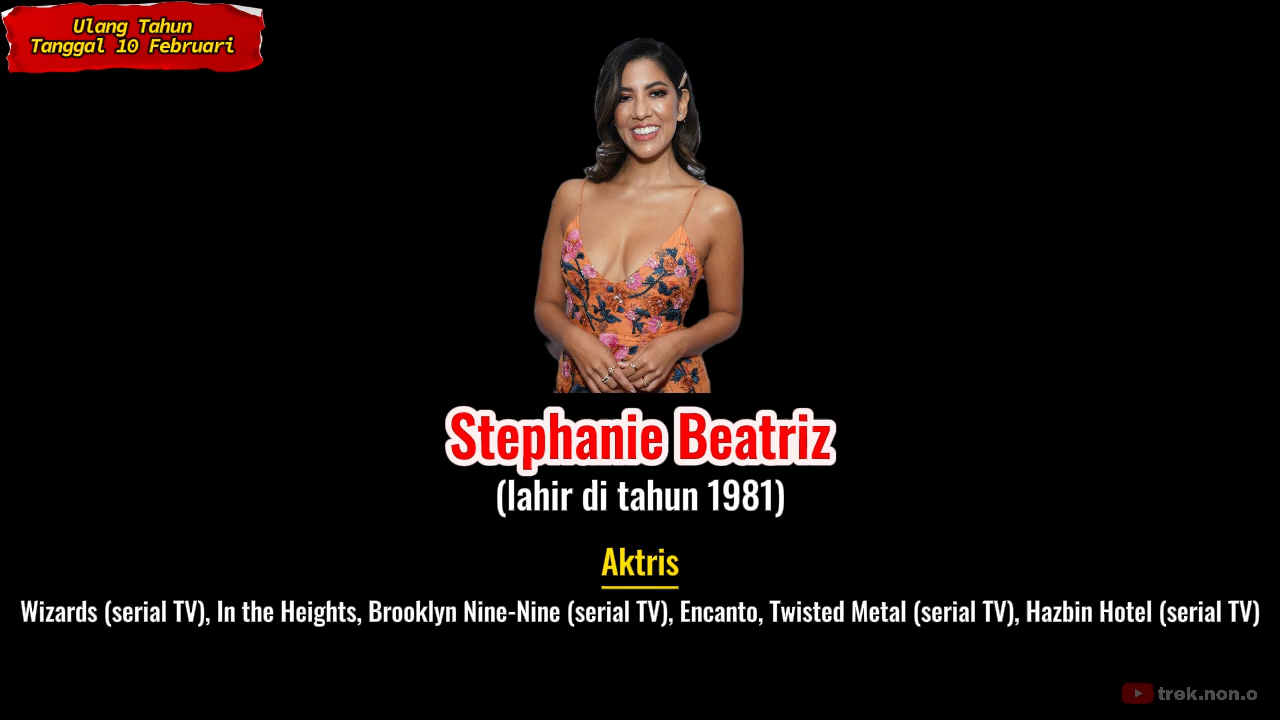 Ulang Tahun
Tanggal 10 Februari
Stephanie Beatriz
(lahir di tahun 1981)
Aktris
Wizards (serial TV), In the Heights, Brooklyn Nine-Nine (serial TV), Encanto, Twisted Metal (serial TV), Hazbin Hotel (serial TV)
trek.non.o